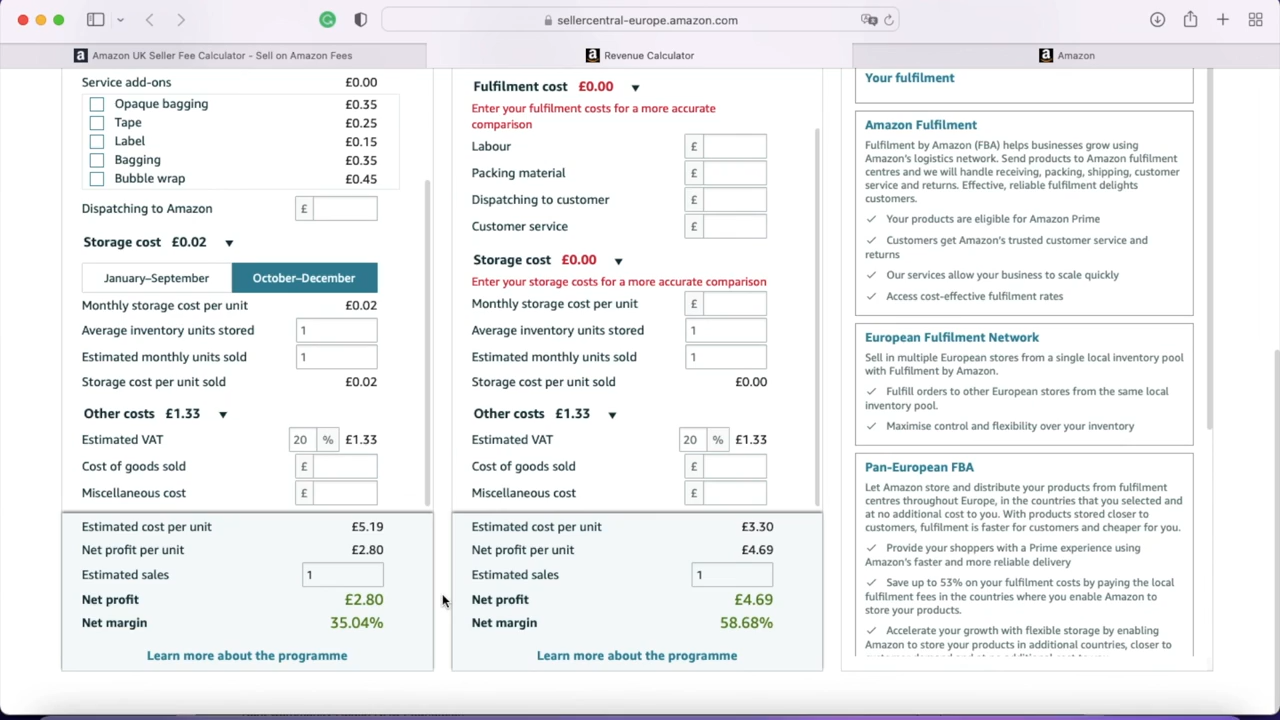 sellercentral-europe.amazon.com
Amazon UK Seller Fee Calculator - Sell on Amazon Fees
Revenue Calculator
Amazon
Service add-ons £0.00
Opaque bagging £0.35
Tape £0.25
Label £0.15
Bagging £0.35
Bubble wrap £0.45
Dispatching to Amazon £
Storage cost £0.02
January–September October–December
Monthly storage cost per unit £0.02
Average inventory units stored 1
Estimated monthly units sold 1
Storage cost per unit sold £0.02
Other costs £1.33
Estimated VAT 20 % £1.33
Cost of goods sold £
Miscellaneous cost £
Estimated cost per unit £5.19
Net profit per unit £2.80
Estimated sales 1
Net profit £2.80
Net margin 35.04%
Learn more about the programme
Fulfilment cost £0.00
Enter your fulfilment costs for a more accurate
comparison
Labour £
Packing material £
Dispatching to customer £
Customer service £
Storage cost £0.00
Enter your storage costs for a more accurate comparison
Monthly storage cost per unit £
Average inventory units stored 1
Estimated monthly units sold 1
Storage cost per unit sold £0.00
Other costs £1.33
Estimated VAT 20 % £1.33
Cost of goods sold £
Miscellaneous cost £
Estimated cost per unit £3.30
Net profit per unit £4.69
Estimated sales 1
Net profit £4.69
Net margin 58.68%
Learn more about the programme
Your fulfilment
Amazon Fulfilment
Fulfilment by Amazon (FBA) helps businesses grow using
Amazon's logistics network. Send products to Amazon fulfilment
centres and we will handle receiving, packing, shipping, customer
service and returns. Effective, reliable fulfilment delights
customers.
Your products are eligible for Amazon Prime
Customers get Amazon's trusted customer service and
returns
Our services allow your business to scale quickly
Access cost-effective fulfilment rates
European Fulfilment Network
Sell in multiple European stores from a single local inventory pool
with Fulfilment by Amazon.
Fulfill orders to other European stores from the same local
inventory pool.
Maximise control and flexibility over your inventory
Pan-European FBA
Let Amazon store and distribute your products from fulfilment
centres throughout Europe, in the countries that you selected and
at no additional cost to you. With products stored closer to
customers, fulfilment is faster for customers and cheaper for you.
Provide your shoppers with a Prime experience using
Amazon's faster and more reliable delivery
Save up to 53% on your fulfilment costs by paying the local
fulfilment fees in the countries where you enable Amazon to
store your products.
Accelerate your growth with flexible storage by enabling
Amazon to store your products in additional countries, closer to